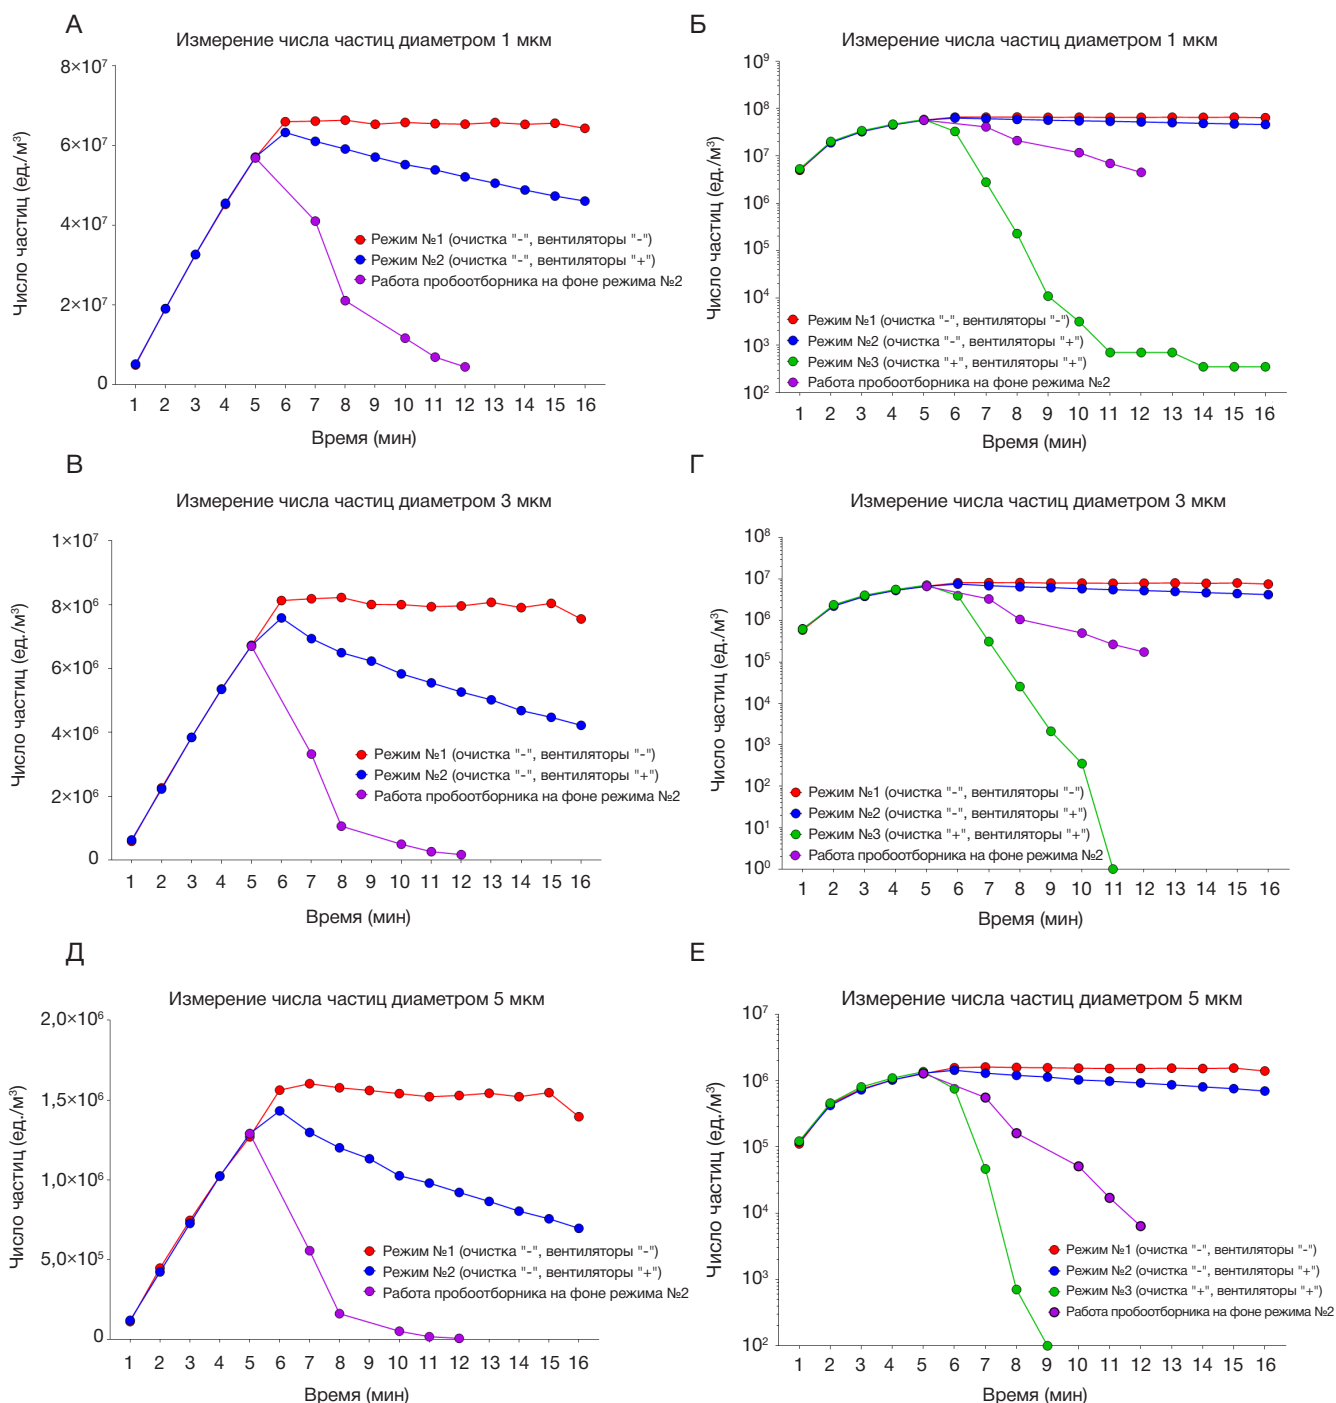 А
Измерение числа частиц диаметром 1 мкм
Число частиц (ед./м³)
8×10⁷
6×10⁷
4×10⁷
2×10⁷
0
Режим №1 (очистка "-", вентиляторы "-")
Режим №2 (очистка "-", вентиляторы "+")
Работа пробоотборника на фоне режима №2
1 2 3 4 5 6 7 8 9 10 11 12 13 14 15 16
Время (мин)
Б
Измерение числа частиц диаметром 1 мкм
Число частиц (ед./м³)
10⁹
10⁸
10⁷
10⁶
10⁵
10⁴
10³
10²
Режим №1 (очистка "-", вентиляторы "-")
Режим №2 (очистка "-", вентиляторы "+")
Режим №3 (очистка "+", вентиляторы "+")
Работа пробоотборника на фоне режима №2
1 2 3 4 5 6 7 8 9 10 11 12 13 14 15 16
Время (мин)
В
Измерение числа частиц диаметром 3 мкм
Число частиц (ед./м³)
1×10⁷
8×10⁶
6×10⁶
4×10⁶
2×10⁶
0
Режим №1 (очистка "-", вентиляторы "-")
Режим №2 (очистка "-", вентиляторы "+")
Работа пробоотборника на фоне режима №2
1 2 3 4 5 6 7 8 9 10 11 12 13 14 15 16
Время (мин)
Г
Измерение числа частиц диаметром 3 мкм
Число частиц (ед./м³)
10⁸
10⁷
10⁶
10⁵
10⁴
10³
10²
10¹
10⁰
Режим №1 (очистка "-", вентиляторы "-")
Режим №2 (очистка "-", вентиляторы "+")
Режим №3 (очистка "+", вентиляторы "+")
Работа пробоотборника на фоне режима №2
1 2 3 4 5 6 7 8 9 10 11 12 13 14 15 16
Время (мин)
Д
Измерение числа частиц диаметром 5 мкм
Число частиц (ед./м³)
2,0×10⁶
1,5×10⁶
1,0×10⁶
5,0×10⁵
0
Режим №1 (очистка "-", вентиляторы "-")
Режим №2 (очистка "-", вентиляторы "+")
Работа пробоотборника на фоне режима №2
1 2 3 4 5 6 7 8 9 10 11 12 13 14 15 16
Время (мин)
Е
Измерение числа частиц диаметром 5 мкм
Число частиц (ед./м³)
10⁷
10⁶
10⁵
10⁴
10³
10²
Режим №1 (очистка "-", вентиляторы "-")
Режим №2 (очистка "-", вентиляторы "+")
Режим №3 (очистка "+", вентиляторы "+")
Работа пробоотборника на фоне режима №2
1 2 3 4 5 6 7 8 9 10 11 12 13 14 15 16
Время (мин)